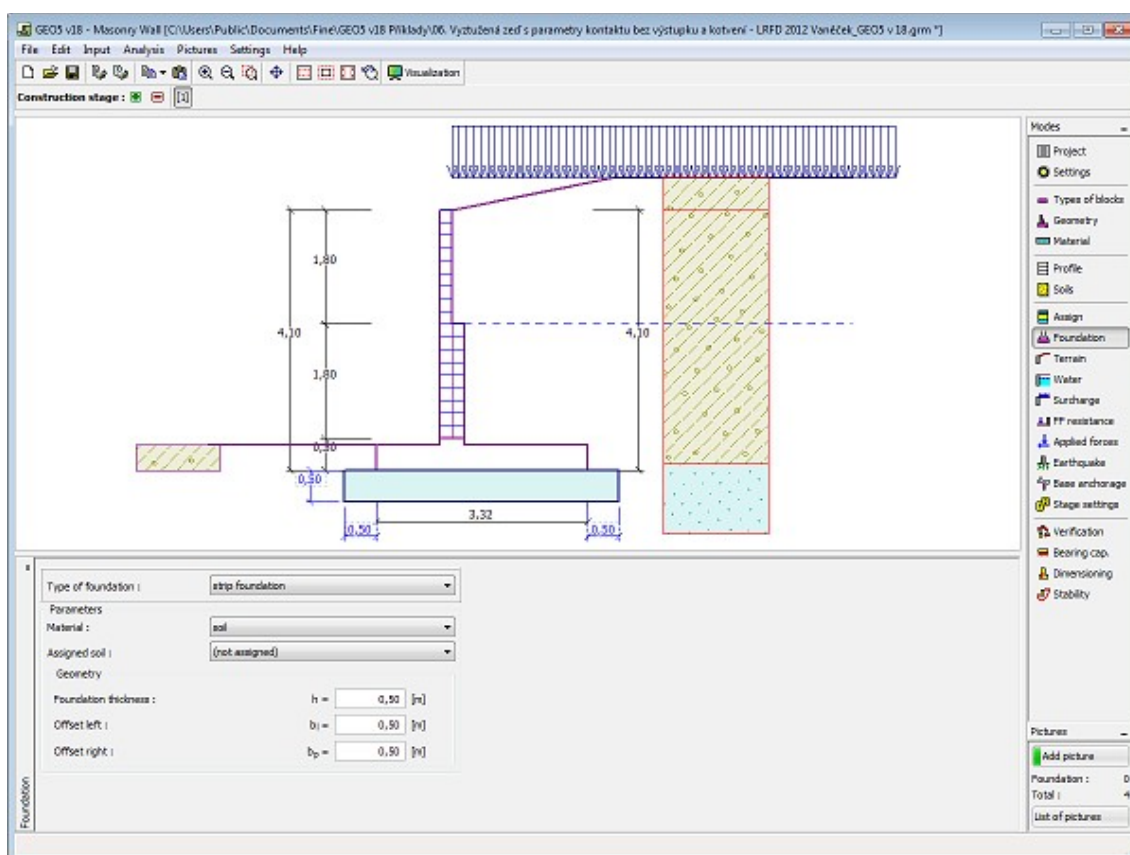 GEO5 v18 - Masonry Wall [C:\Users\Public\Documents\Fine\GEO5 v18 Příklady\06. Vyztužená zeď s parametry kontaktu bez výstupku a kotvení - LRFD 2012 Vaněček_GEO5 v 18.grm *]
File Edit Input Analysis Pictures Settings Help
Visualization
Construction stage : [1]
1,80
4,10
4,10
1,80
0,50
3,32
0,50
0,50
Modes
Project
Settings
Types of blocks
Geometry
Material
Profile
Soils
Assign
Foundation
Terrain
Water
Surcharge
FF resistance
Applied forces
Earthquake
Base anchorage
Stage settings
Verification
Bearing cap.
Dimensioning
Stability
Foundation
Type of foundation : strip foundation
Parameters
Material : soil
Assigned soil : (not assigned)
Geometry
Foundation thickness : h = 0,50 [m]
Offset left : bl = 0,50 [m]
Offset right : bp = 0,50 [m]
Pictures
Add picture
Foundation : 0
Total : 4
List of pictures